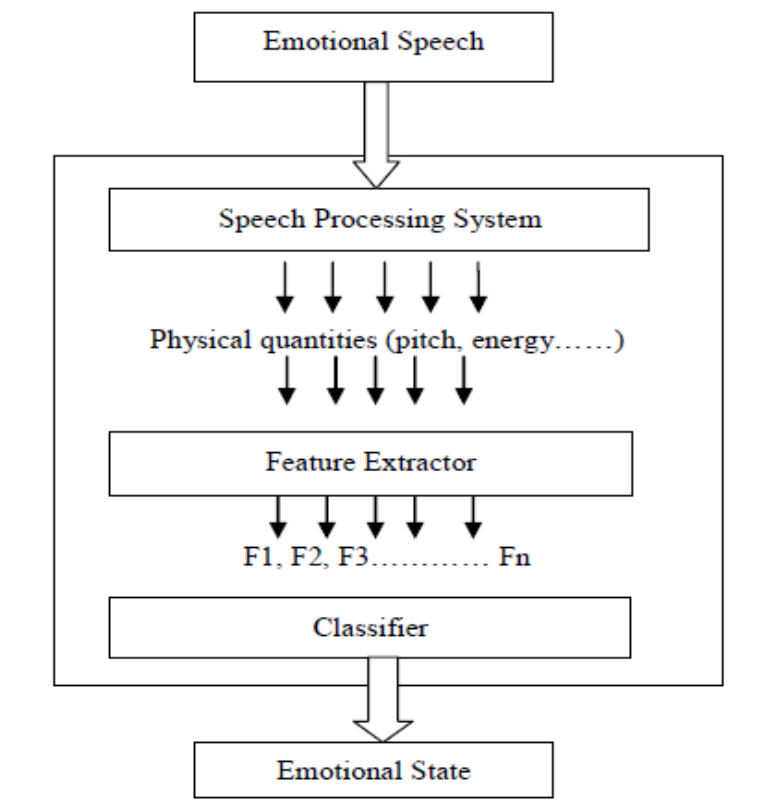 Emotional Speech
Speech Processing System
Physical quantities (pitch, energy……)
Feature Extractor
F1, F2, F3………… Fn
Classifier
Emotional State